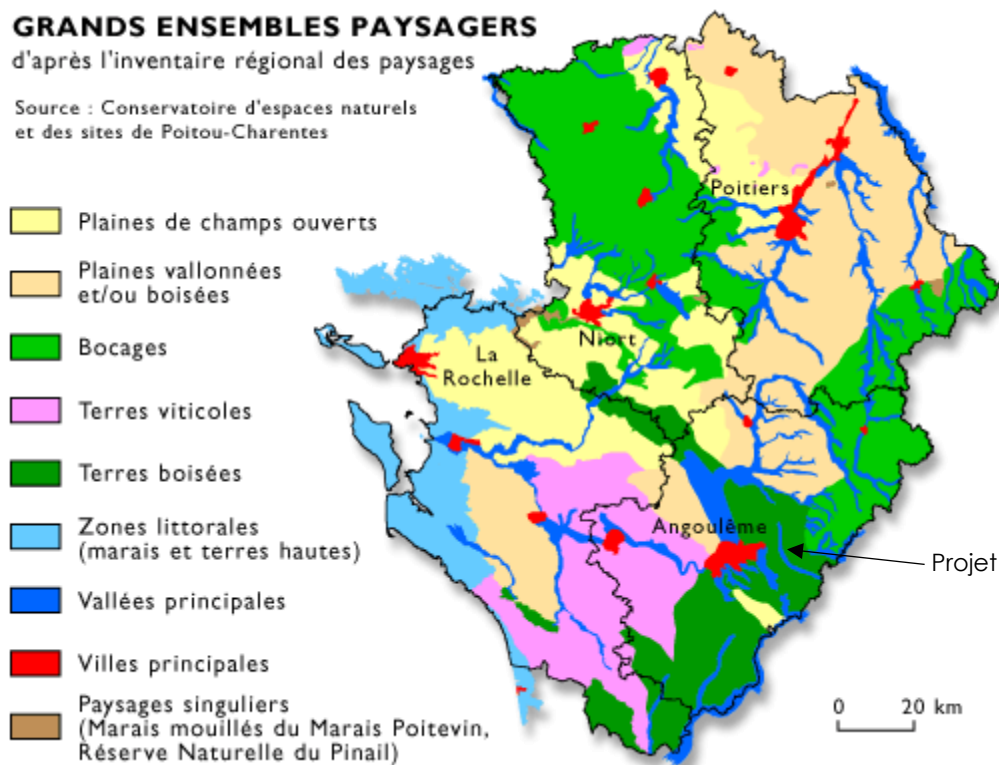 GRANDS ENSEMBLES PAYSAGERS
d'après l'inventaire régional des paysages
Source : Conservatoire d'espaces naturels
et des sites de Poitou-Charentes
Plaines de champs ouverts
Plaines vallonnées
et/ou boisées
Bocages
Terres viticoles
Terres boisées
Zones littorales
(marais et terres hautes)
Vallées principales
Villes principales
Paysages singuliers
(Marais mouillés du Marais Poitevin,
Réserve Naturelle du Pinail)
Poitiers
Niort
La
Rochelle
Angoulême
Projet
0 20 km